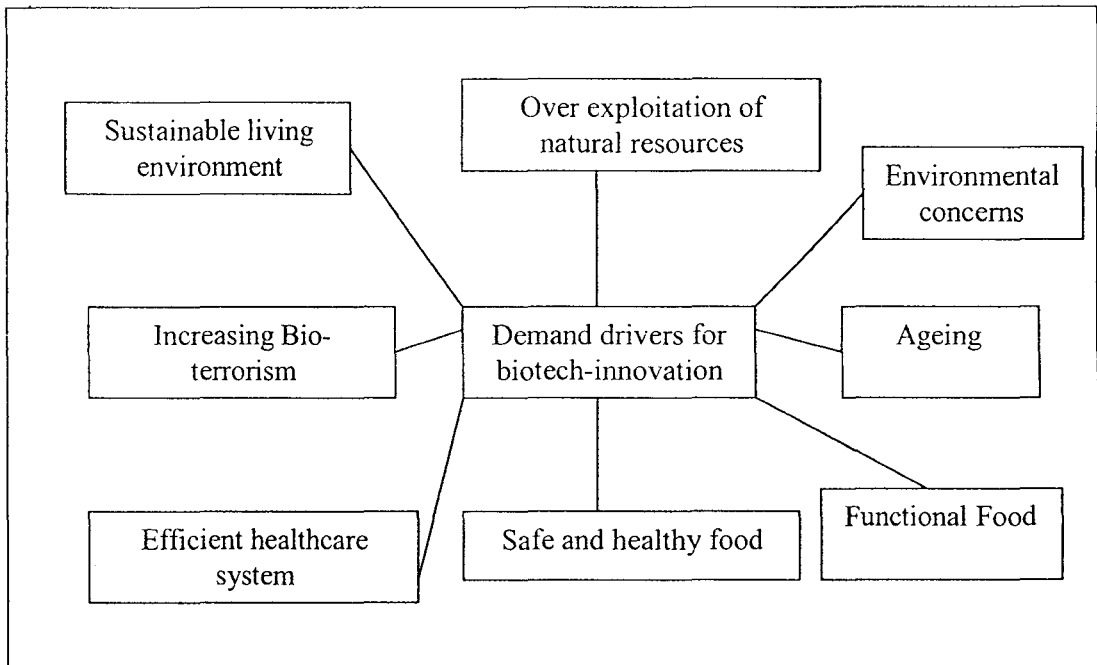 Sustainable living
environment
Over exploitation of
natural resources
Environmental
concerns
Increasing Bio-
terrorism
Demand drivers for
biotech-innovation
Ageing
Efficient healthcare
system
Safe and healthy food
Functional Food